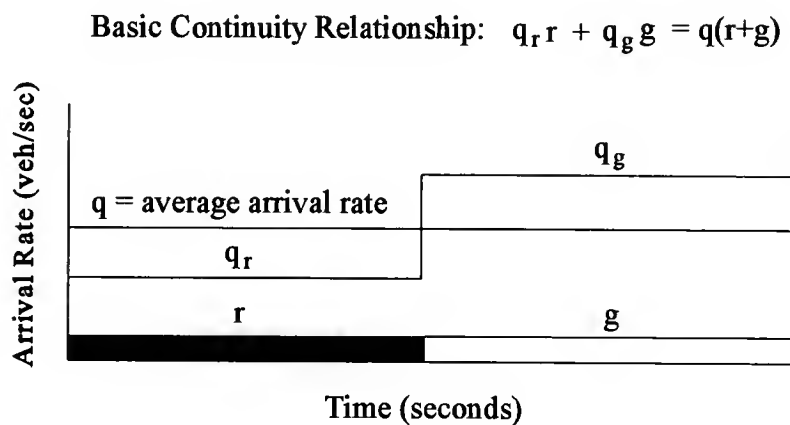 Basic Continuity Relationship: q_r r + q_g g = q(r+g)
Arrival Rate (veh/sec)
q_g
q = average arrival rate
q_r
r
g
Time (seconds)